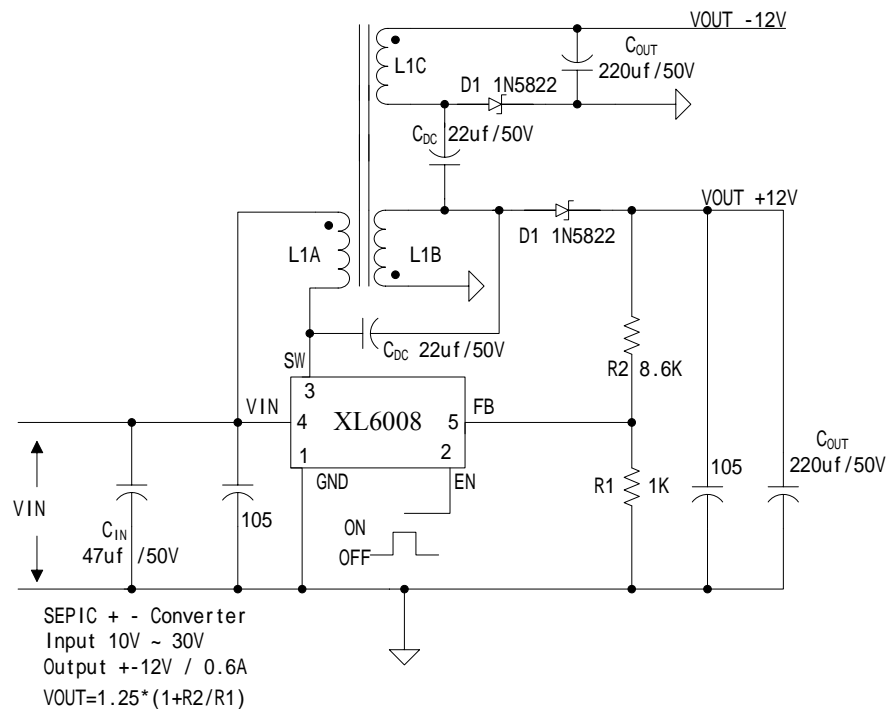 VOUT -12V
COUT
220uf/50V
L1C
D1 1N5822
CDC 22uf/50V
VOUT +12V
D1 1N5822
L1A
L1B
CDC 22uf/50V
SW
R2 8.6K
3
VIN
4
XL6008
5
FB
1
2
GND
EN
R1 1K
105
COUT
220uf/50V
VIN
CIN
47uf /50V
105
ON
OFF
SEPIC + - Converter
Input 10V ~ 30V
Output +-12V / 0.6A
VOUT=1.25*(1+R2/R1)